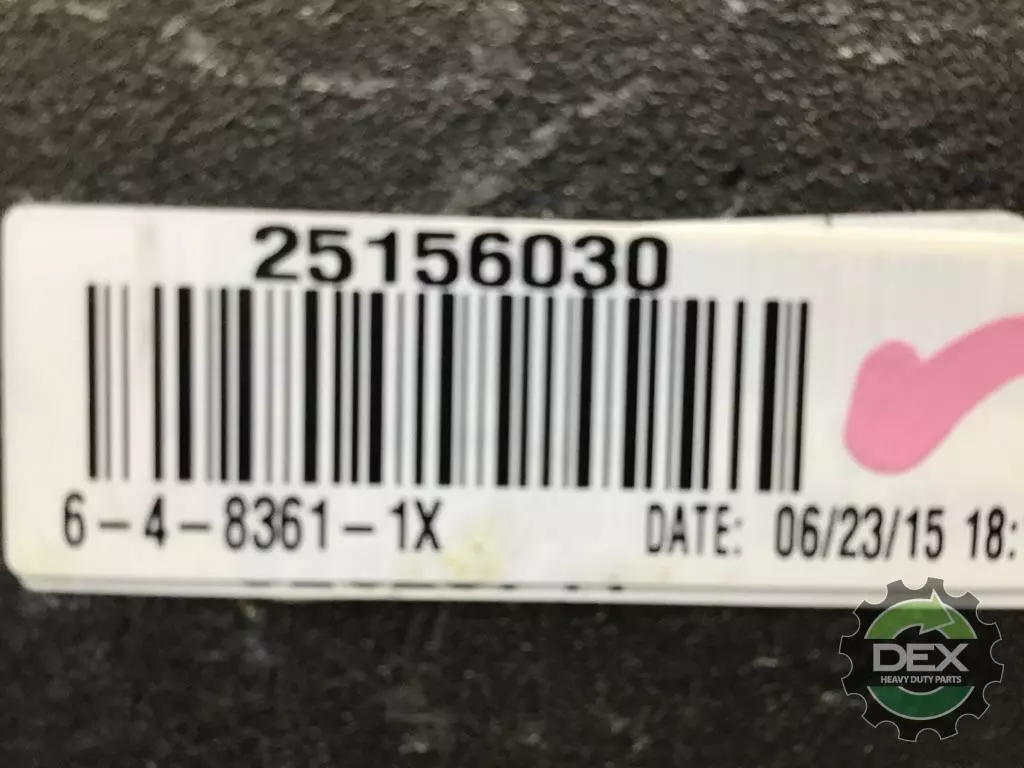 25156030
6-4-8361-1X DATE: 06/23/15 18:
DEX
HEAVY DUTY PARTS